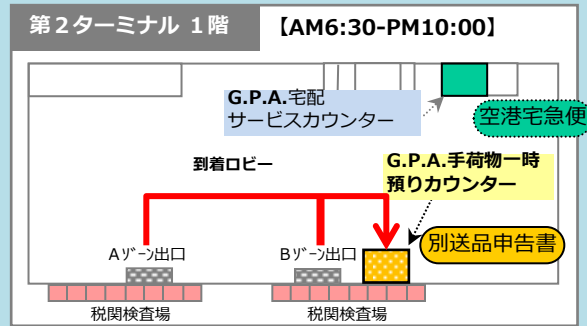 第２ターミナル 1階
【AM6:30-PM10:00】
G.P.A.宅配
サービスカウンター
空港宅急便
到着ロビー
G.P.A.手荷物一時
預りカウンター
別送品申告書
Aｿﾞｰﾝ出口
Bｿﾞｰﾝ出口
税関検査場
税関検査場